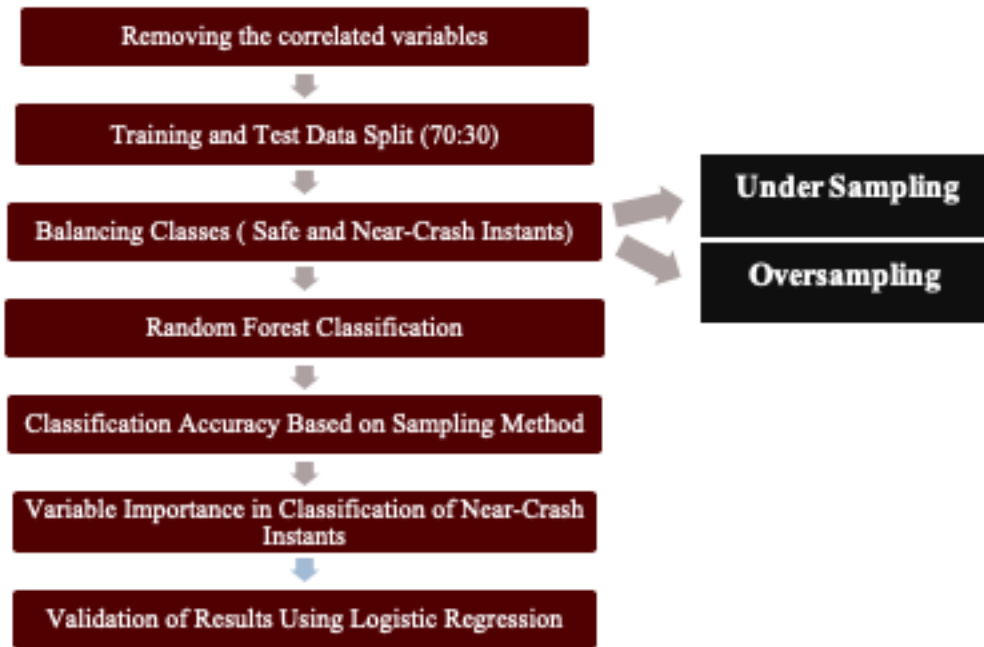 Removing the correlated variables
Training and Test Data Split (70:30)
Balancing Classes ( Safe and Near-Crash Instants)
Under Sampling
Oversampling
Random Forest Classification
Classification Accuracy Based on Sampling Method
Variable Importance in Classification of Near-Crash
Instants
Validation of Results Using Logistic Regression